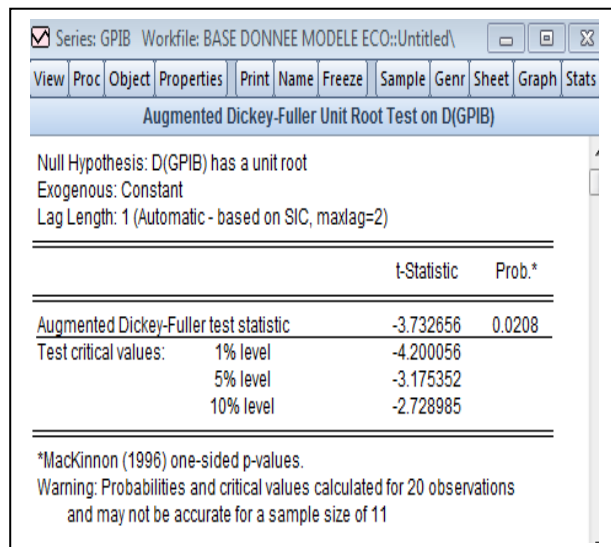 Series: GPIB Workfile: BASE DONNEE MODELE ECO::Untitled\
View Proc Object Properties Print Name Freeze Sample Genr Sheet Graph Stats
Augmented Dickey-Fuller Unit Root Test on D(GPIB)
Null Hypothesis: D(GPIB) has a unit root
Exogenous: Constant
Lag Length: 1 (Automatic - based on SIC, maxlag=2)
t-Statistic Prob.*
Augmented Dickey-Fuller test statistic -3.732656 0.0208
Test critical values: 1% level -4.200056
5% level -3.175352
10% level -2.728985
*MacKinnon (1996) one-sided p-values.
Warning: Probabilities and critical values calculated for 20 observations
and may not be accurate for a sample size of 11